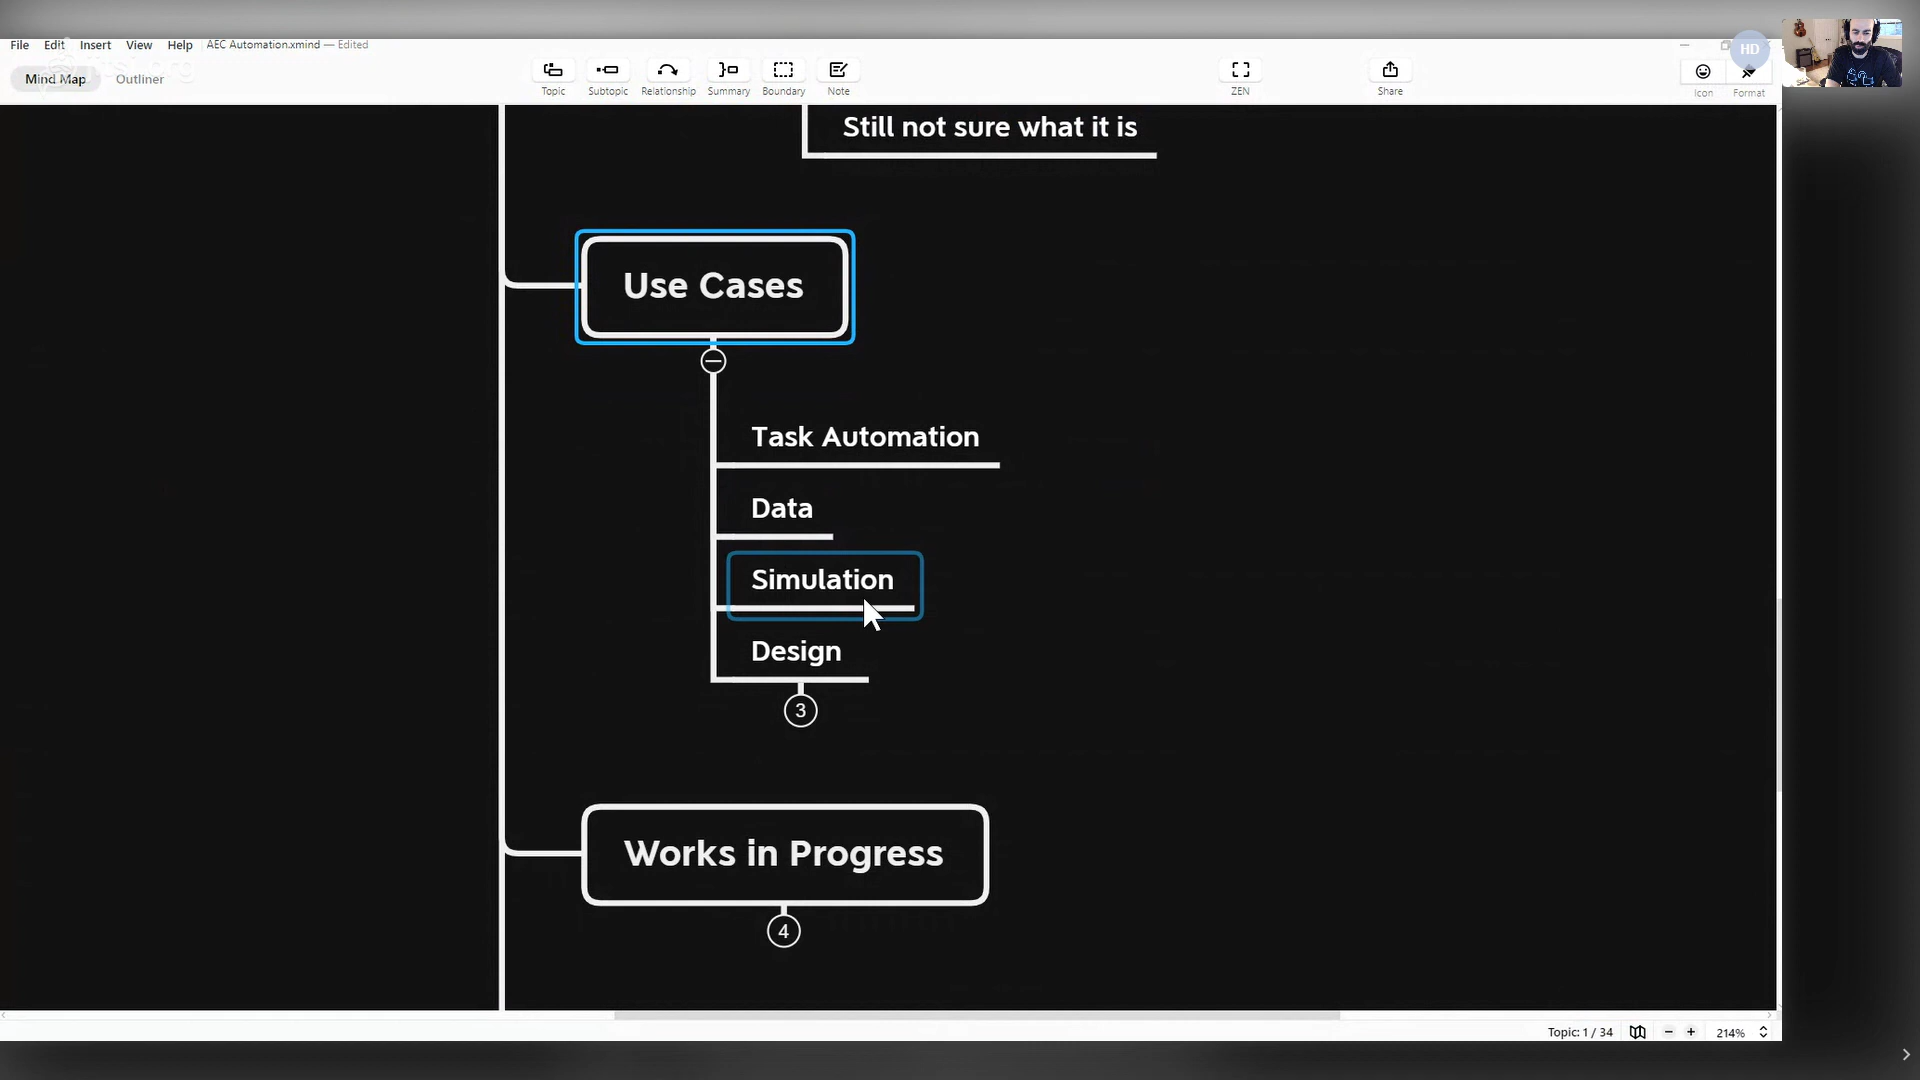 File Edit Insert View Help AEC Automation.xmind — Edited
HD
Mind Map Outliner
Topic Subtopic Relationship Summary Boundary Note ZEN Share Icon Format
Still not sure what it is
Use Cases
Task Automation
Data
Simulation
Design
3
Works in Progress
4
Topic: 1 / 34 214%